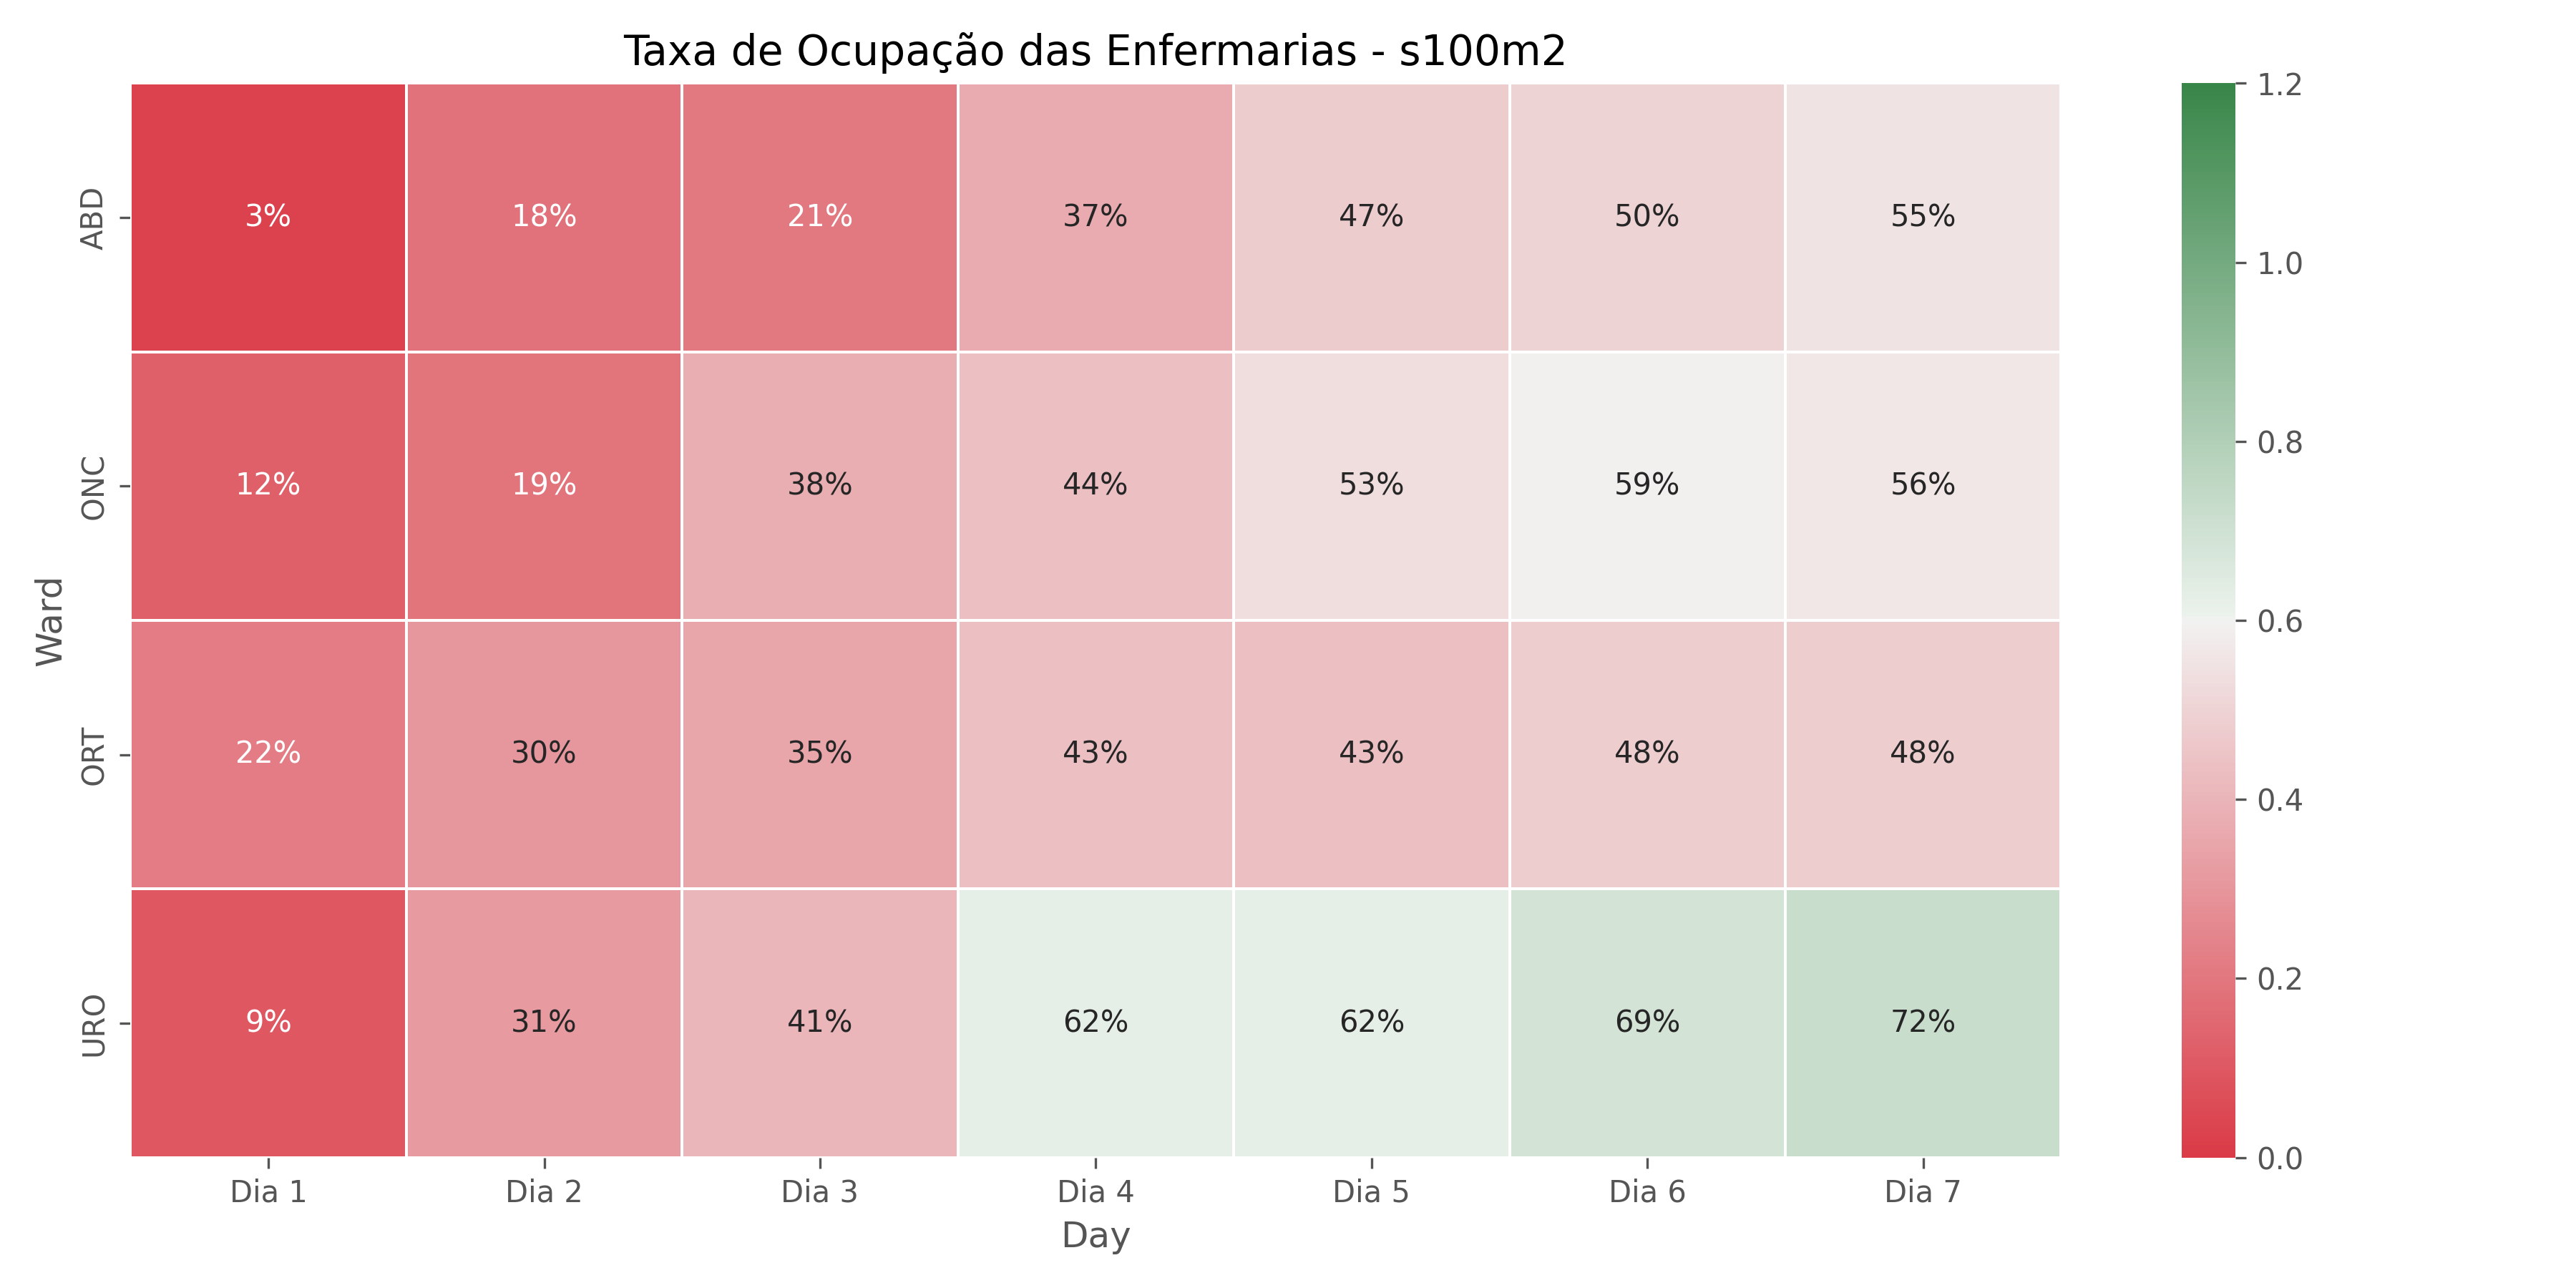 Taxa de Ocupação das Enfermarias - s100m2
Ward
ABD 3% 18% 21% 37% 47% 50% 55%
ONC 12% 19% 38% 44% 53% 59% 56%
ORT 22% 30% 35% 43% 43% 48% 48%
URO 9% 31% 41% 62% 62% 69% 72%
Dia 1 Dia 2 Dia 3 Dia 4 Dia 5 Dia 6 Dia 7
Day
1.2
1.0
0.8
0.6
0.4
0.2
0.0